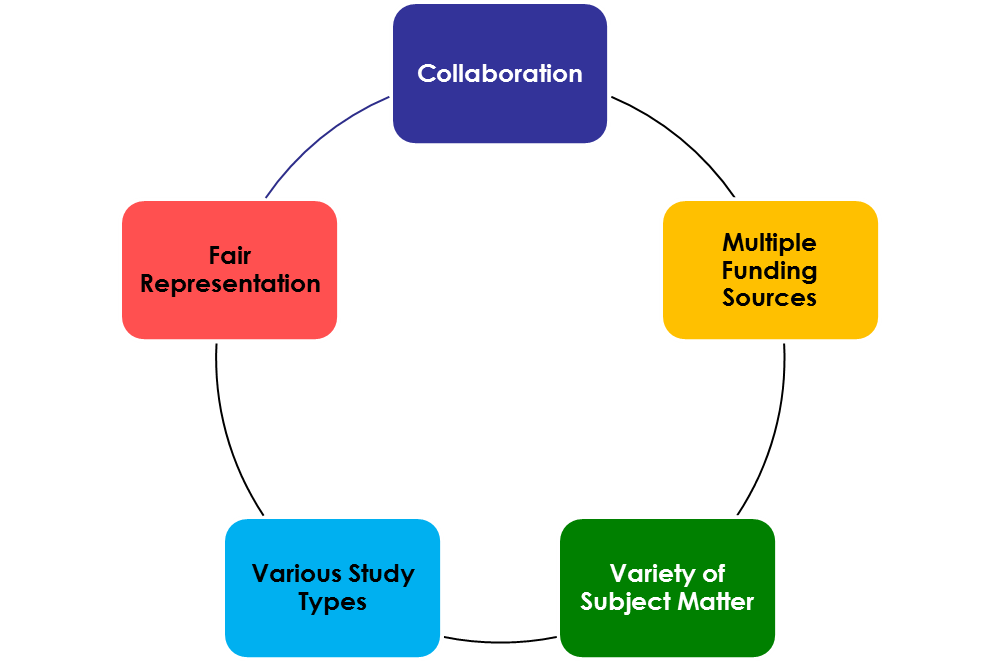 Collaboration
Multiple
Funding
Sources
Variety of
Subject Matter
Various Study
Types
Fair
Representation